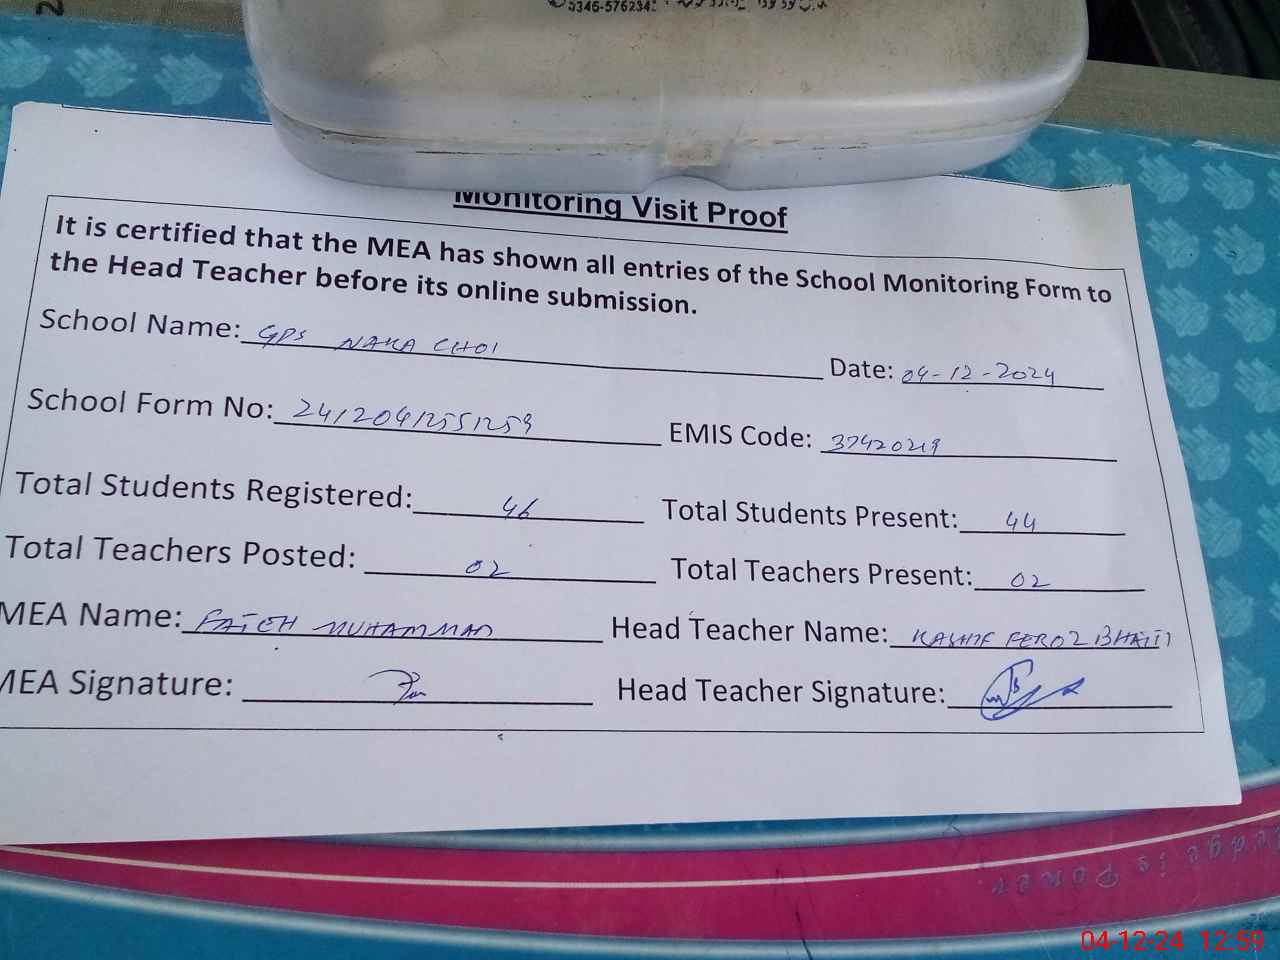 Monitoring Visit Proof
It is certified that the MEA has shown all entries of the School Monitoring Form to
the Head Teacher before its online submission.
School Name: GPS NAKA CHOI
Date: 04-12-2024
School Form No: 24120412551259
EMIS Code: 37420219
Total Students Registered: 46 Total Students Present: 44
Total Teachers Posted: 02 Total Teachers Present: 02
MEA Name: FATEH MUHAMMAD Head Teacher Name: KASHIF FEROZ BHATTI
MEA Signature: Head Teacher Signature:
04-12-24 12:59